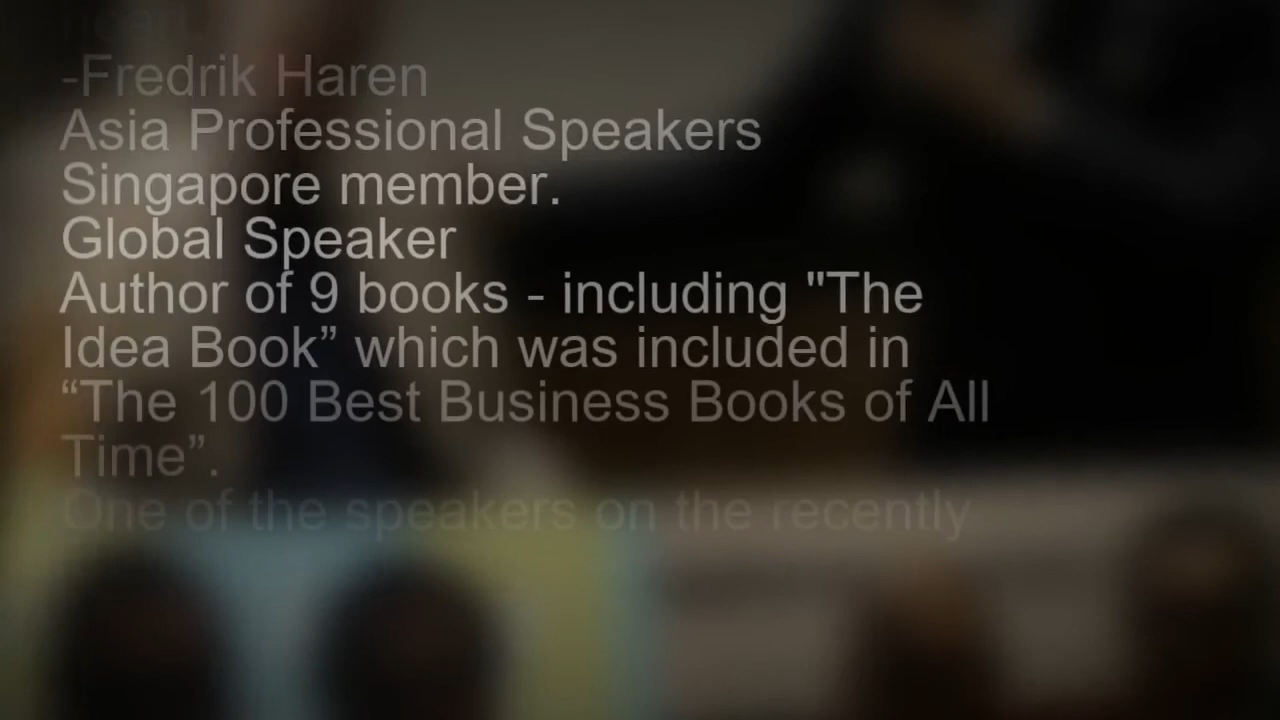 -Fredrik Haren
Asia Professional Speakers
Singapore member.
Global Speaker
Author of 9 books - including "The
Idea Book” which was included in
“The 100 Best Business Books of All
Time”.
One of the speakers on the recently